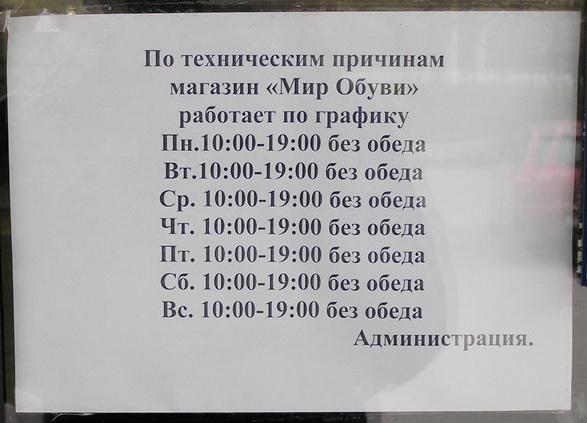 По техническим причинам
магазин «Мир Обуви»
работает по графику
Пн.10:00-19:00 без обеда
Вт.10:00-19:00 без обеда
Ср. 10:00-19:00 без обеда
Чт. 10:00-19:00 без обеда
Пт. 10:00-19:00 без обеда
Сб. 10:00-19:00 без обеда
Вс. 10:00-19:00 без обеда
Администрация.